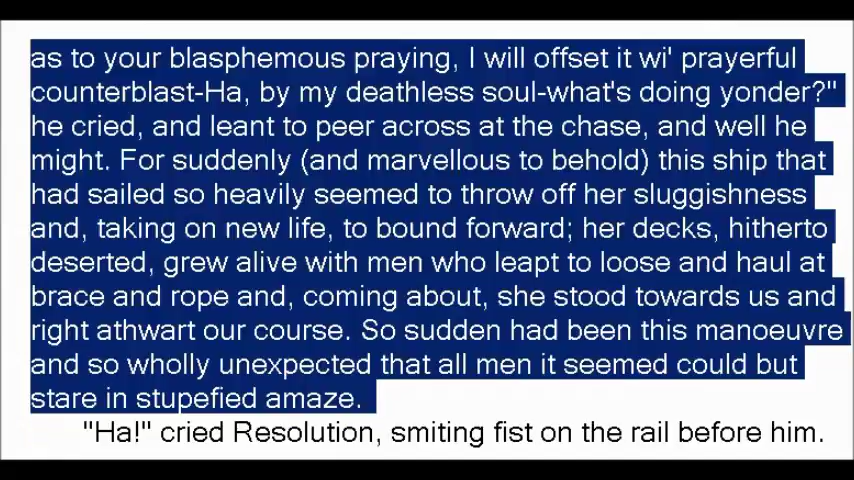 as to your blasphemous praying, I will offset it wi' prayerful
counterblast-Ha, by my deathless soul-what's doing yonder?"
he cried, and leant to peer across at the chase, and well he
might. For suddenly (and marvellous to behold) this ship that
had sailed so heavily seemed to throw off her sluggishness
and, taking on new life, to bound forward; her decks, hitherto
deserted, grew alive with men who leapt to loose and haul at
brace and rope and, coming about, she stood towards us and
right athwart our course. So sudden had been this manoeuvre
and so wholly unexpected that all men it seemed could but
stare in stupefied amaze.
"Ha!" cried Resolution, smiting fist on the rail before him.